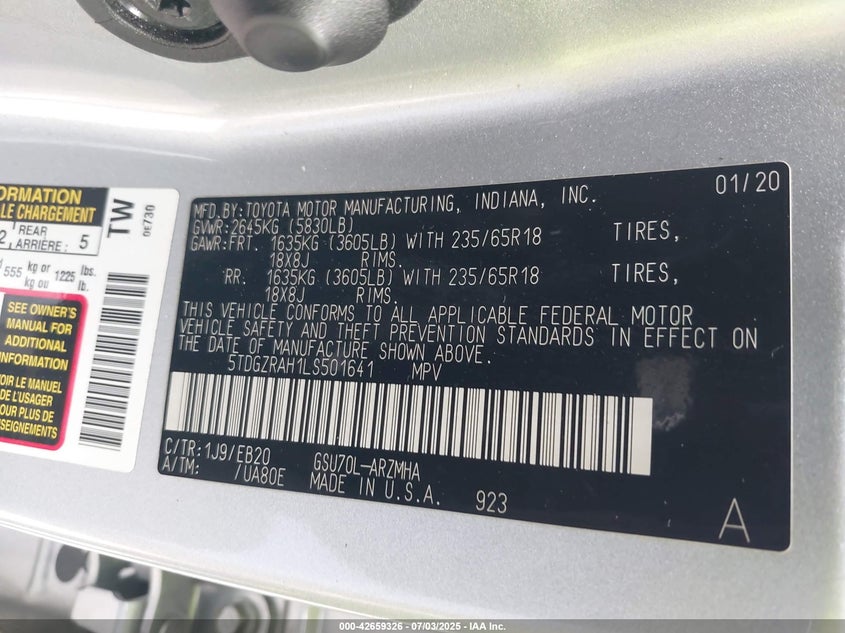 ORMATION
LE CHARGEMENT
REAR
2 ARRIÈRE: 5
555 kg or 1225 lbs.
kg ou lb.
SEE OWNER'S
MANUAL FOR
ADDITIONAL
INFORMATION
VOIR LE MANUEL
DE L'USAGER
POUR PLUS DE
NSEIGNEMENTS
TW
0E730
MFD.BY:TOYOTA MOTOR MANUFACTURING, INDIANA, INC. 01/20
GVWR:2645KG (5830LB)
GAWR:FRT. 1635KG (3605LB) WITH 235/65R18 TIRES,
18X8J RIMS.
RR. 1635KG (3605LB) WITH 235/65R18 TIRES,
18X8J RIMS.
THIS VEHICLE CONFORMS TO ALL APPLICABLE FEDERAL MOTOR
VEHICLE SAFETY AND THEFT PREVENTION STANDARDS IN EFFECT ON
THE DATE OF MANUFACTURE SHOWN ABOVE.
5TDGZRAH1LS501641 MPV
C/TR:1J9/EB20 GSU70L-ARZMHA
A/TM: /UA80E MADE IN U.S.A. 923
A
000-42659326 - 07/03/2025 - IAA Inc.